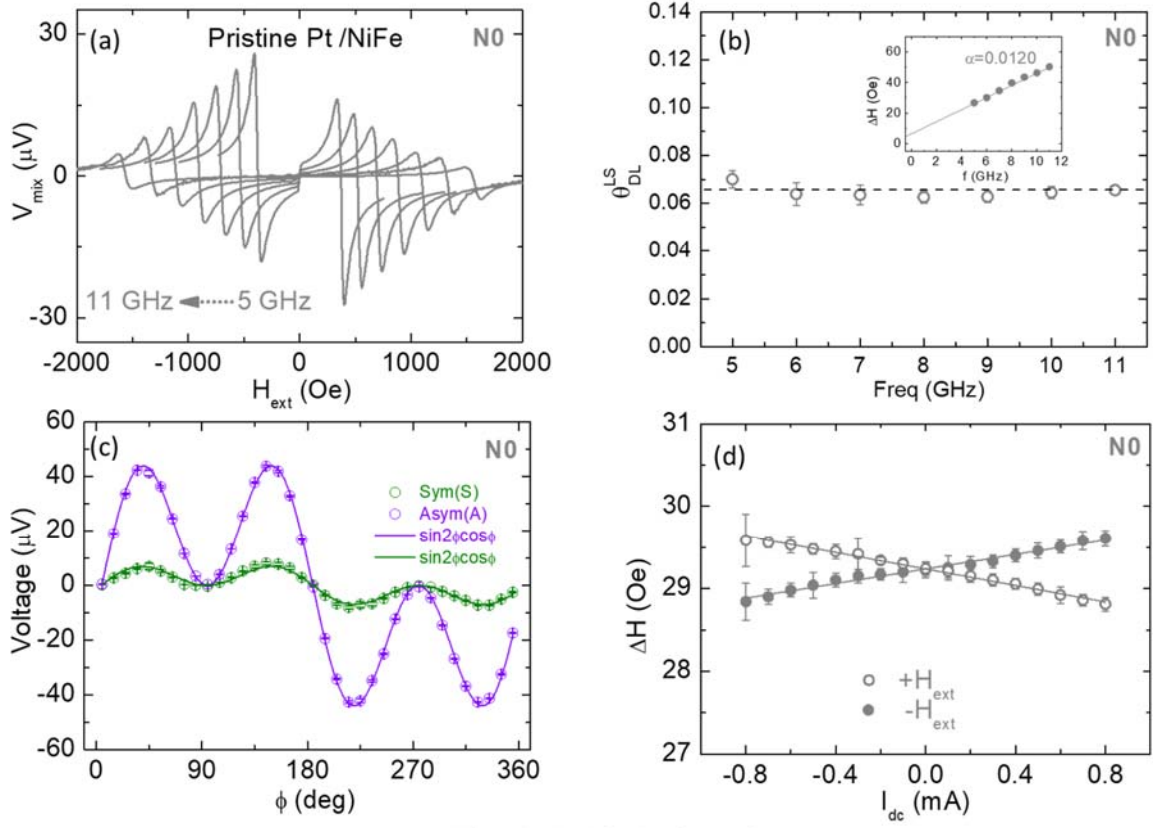 (a) Pristine Pt /NiFe N0
30
0
-30
V_mix (μV)
11 GHz 5 GHz
-2000 -1000 0 1000 2000
H_ext (Oe)
(b) N0
0.14
0.12
0.10
0.08
0.06
0.04
0.02
0.00
θ_DL^LS
α=0.0120
60
40
20
0
ΔH (Oe)
0 2 4 6 8 10 12
f (GHz)
5 6 7 8 9 10 11
Freq (GHz)
(c) N0
60
40
20
0
-20
-40
-60
Voltage (μV)
Sym(S)
Asym(A)
sin2ϕcosϕ
sin2ϕcosϕ
0 90 180 270 360
ϕ (deg)
(d) N0
31
30
29
28
27
ΔH (Oe)
+H_ext
-H_ext
-0.8 -0.4 0.0 0.4 0.8
I_dc (mA)